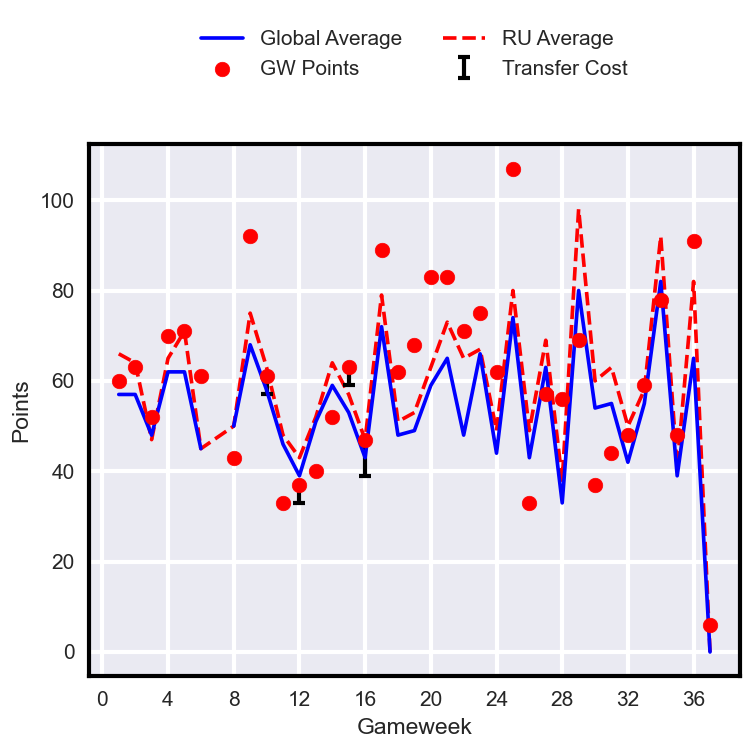 Global Average
RU Average
GW Points
Transfer Cost
100
80
60
40
20
0
Points
0 4 8 12 16 20 24 28 32 36
Gameweek